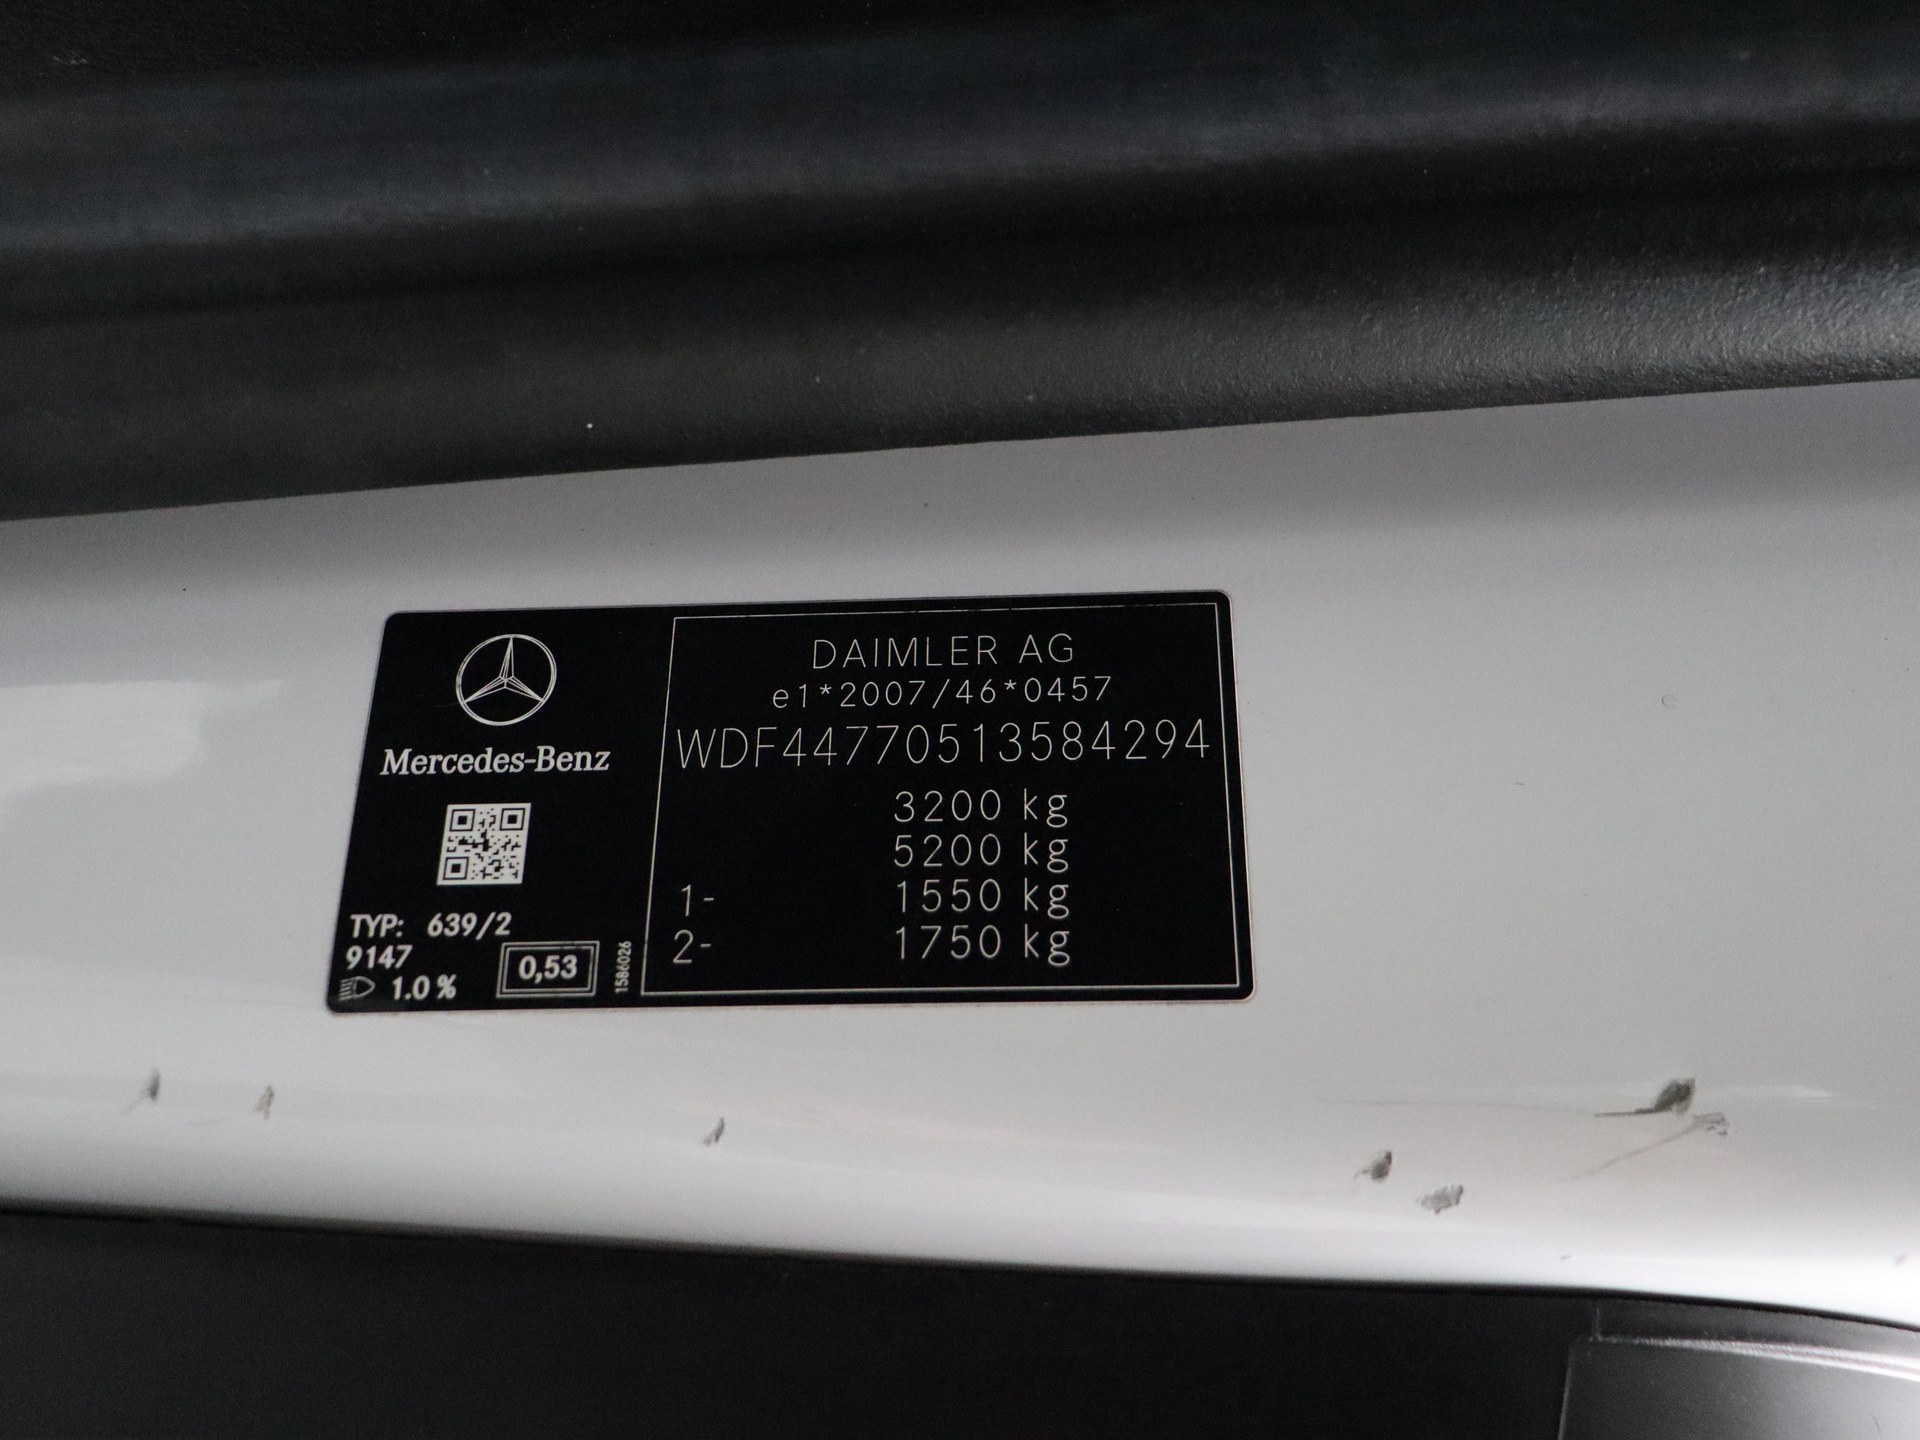 Mercedes-Benz
TYP: 639/2
9147
1.0 %
0,53
1586026
DAIMLER AG
e1*2007/46*0457
WDF44770513584294
3200 kg
5200 kg
1- 1550 kg
2- 1750 kg